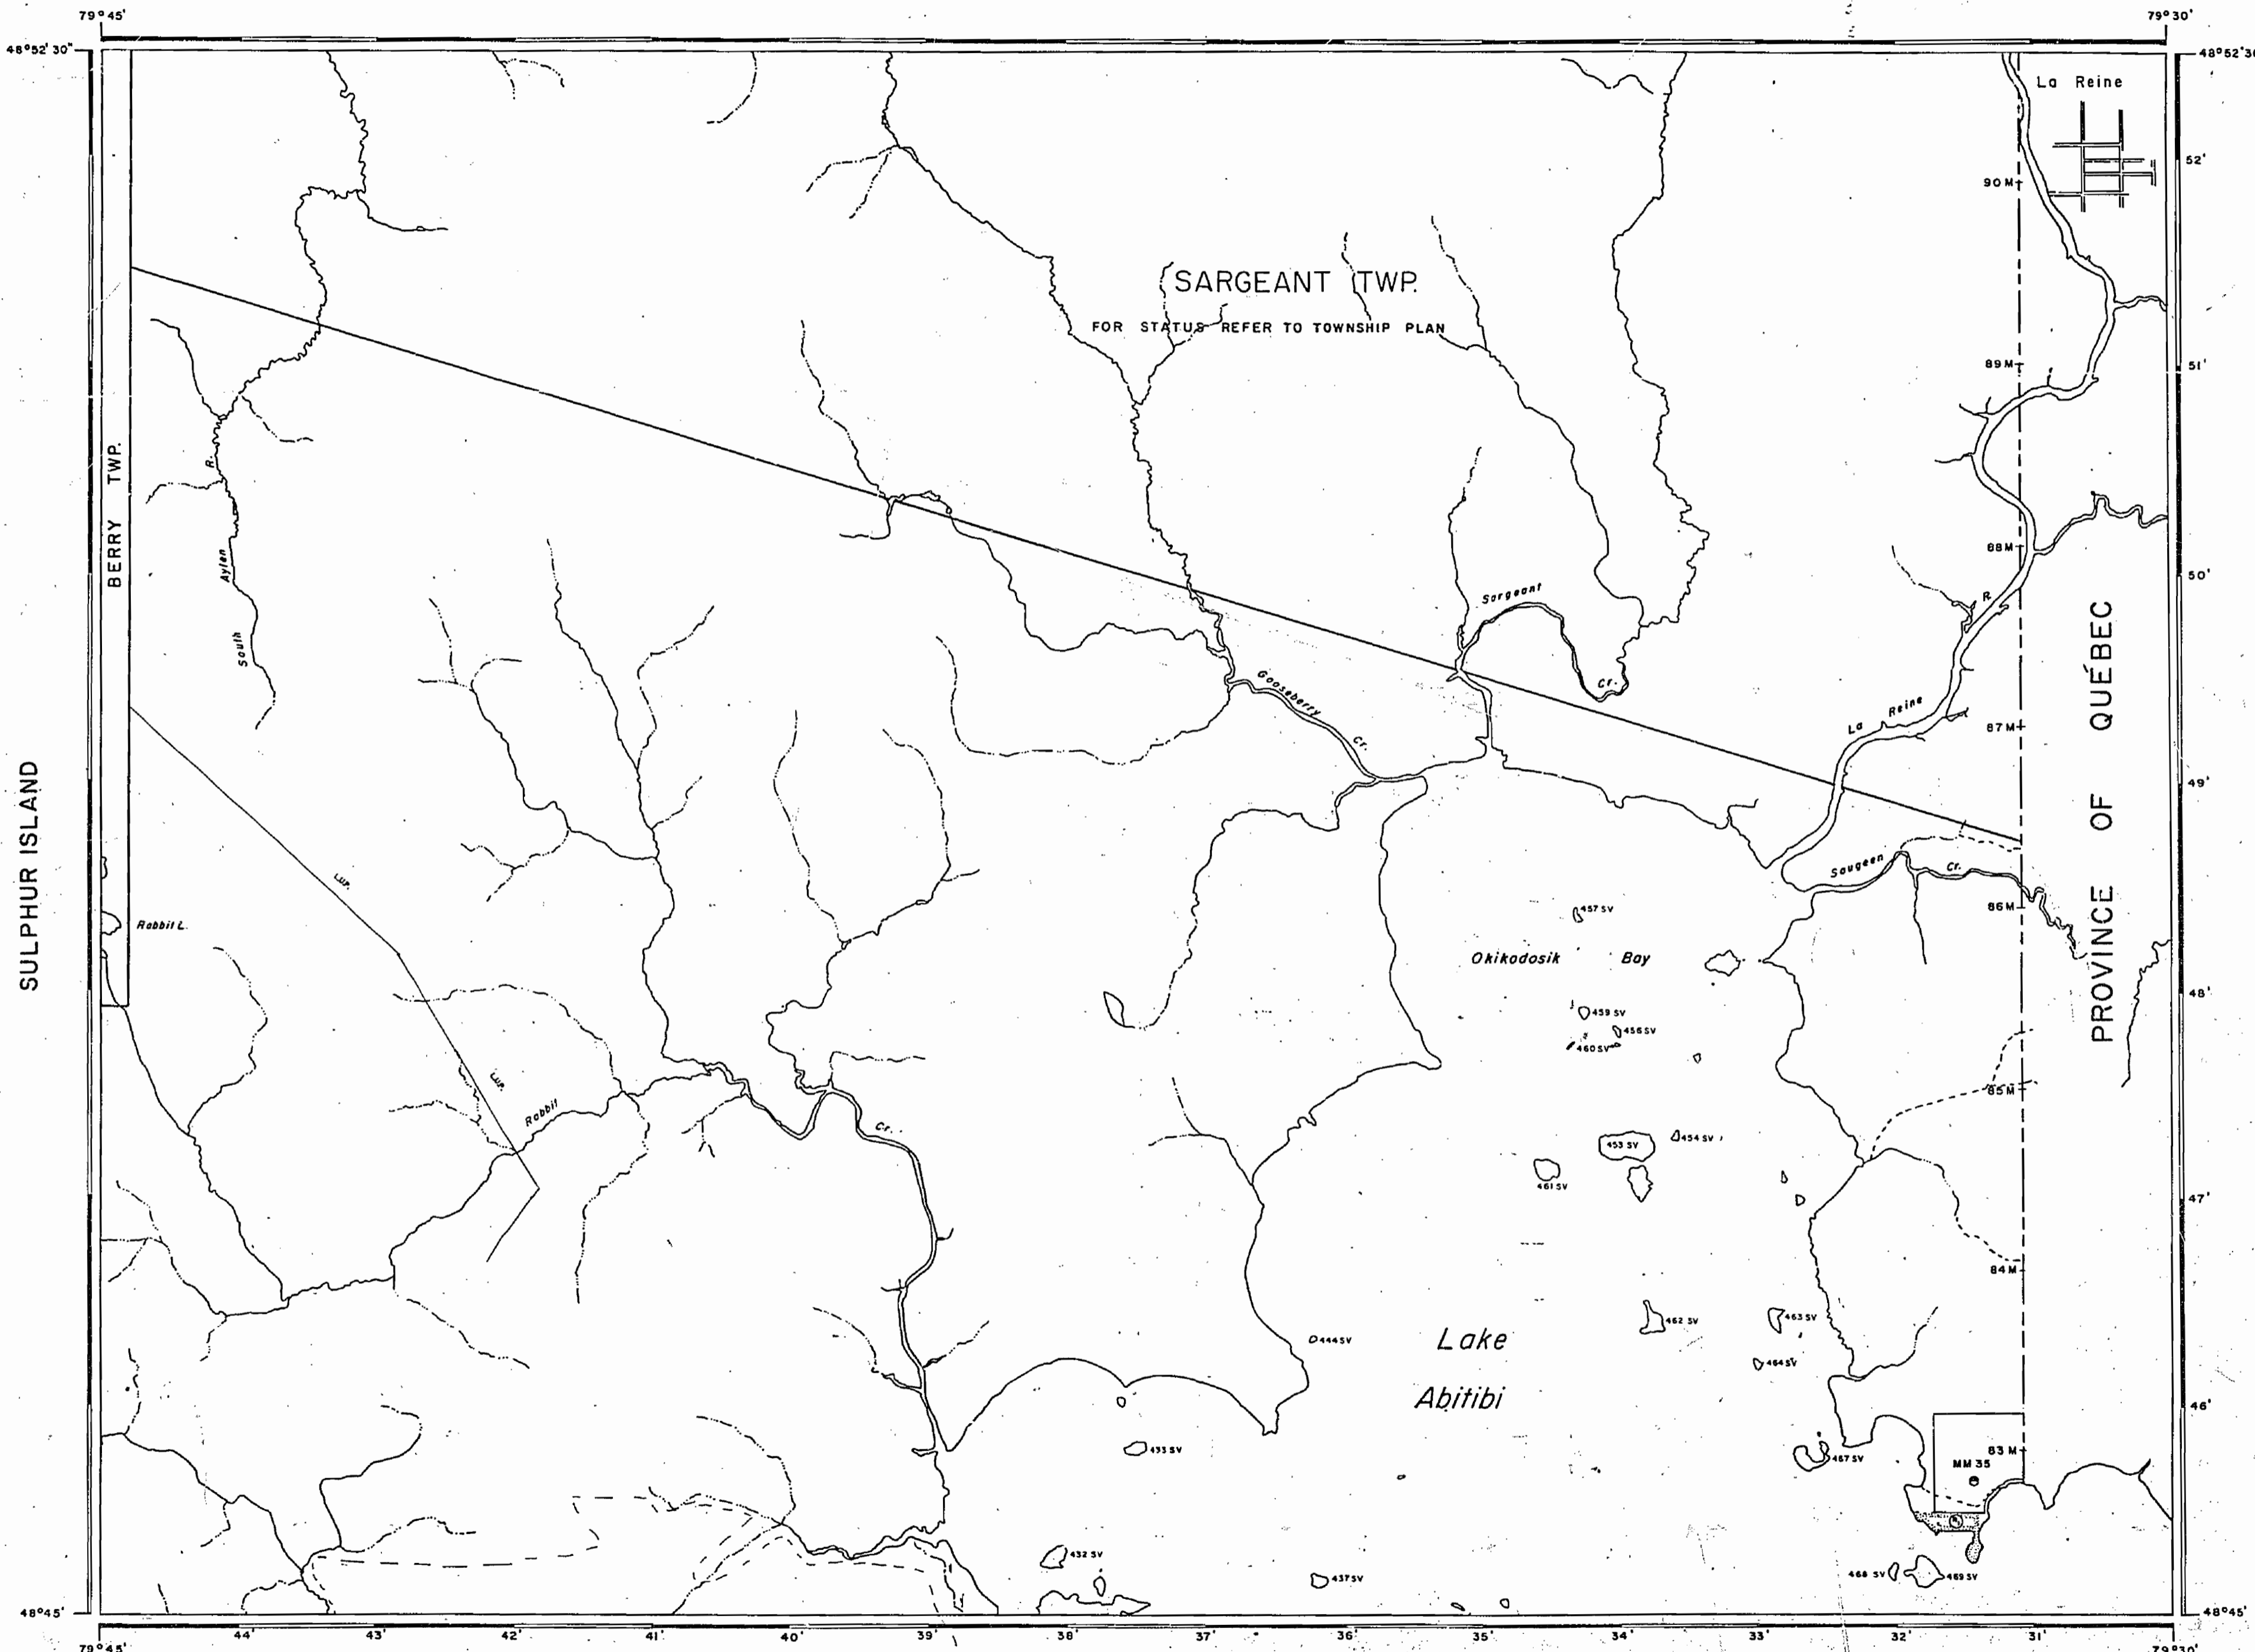 79°45'
79°30'
48°52'30"
48°52'30
La Reine
52'
90 M
SARGEANT TWP.
FOR STATUS REFER TO TOWNSHIP PLAN
89 M
51'
BERRY TWP.
R.
Aylen
South
88 M
50'
Sargeant
Cr.
R.
La Reine
Gooseberry
Cr.
87 M
49'
PROVINCE OF QUÉBEC
SULPHUR ISLAND
L.U.P.
Saugeen
Cr.
86 M
Rabbit L.
457 SV
Okikodosik Bay
48'
459 SV
456 SV
460 SV
L.U.P.
85 M
Rabbit
Cr.
453 SV
454 SV
461 SV
47'
84 M
462 SV
463 SV
444 SV
Lake
Abitibi
464 SV
46'
433 SV
83 M
467 SV
MM 35
432 SV
437 SV
468 SV
469 SV
48°45'
48°45'
44'
43'
42'
41'
40'
39'
38'
37'
36'
35'
34'
33'
32'
31'
79°45'
79°30'